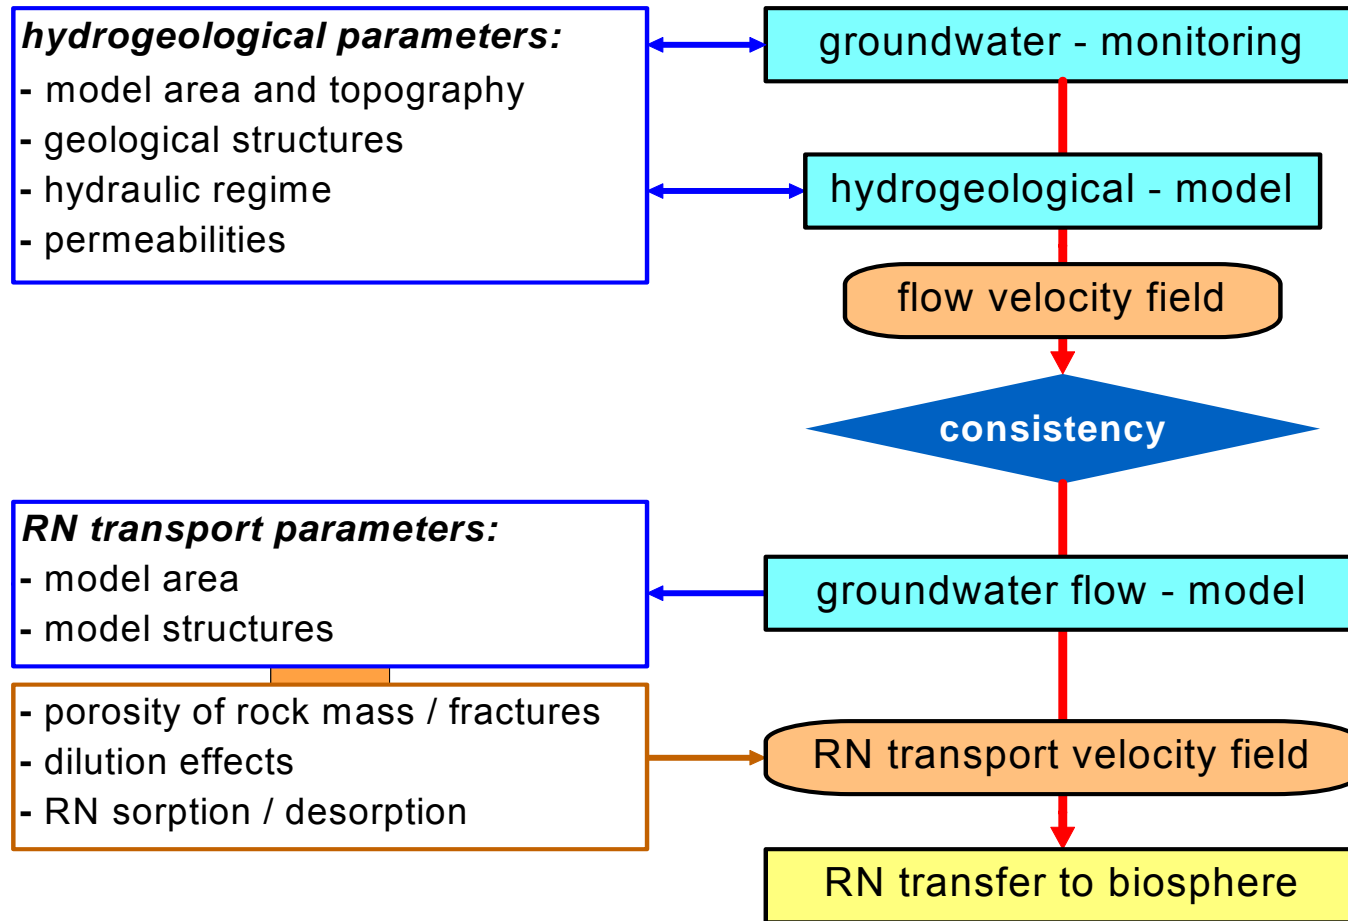 hydrogeological parameters:
- model area and topography
- geological structures
- hydraulic regime
- permeabilities
groundwater - monitoring
hydrogeological - model
flow velocity field
consistency
RN transport parameters:
- model area
- model structures
- porosity of rock mass / fractures
- dilution effects
- RN sorption / desorption
groundwater flow - model
RN transport velocity field
RN transfer to biosphere